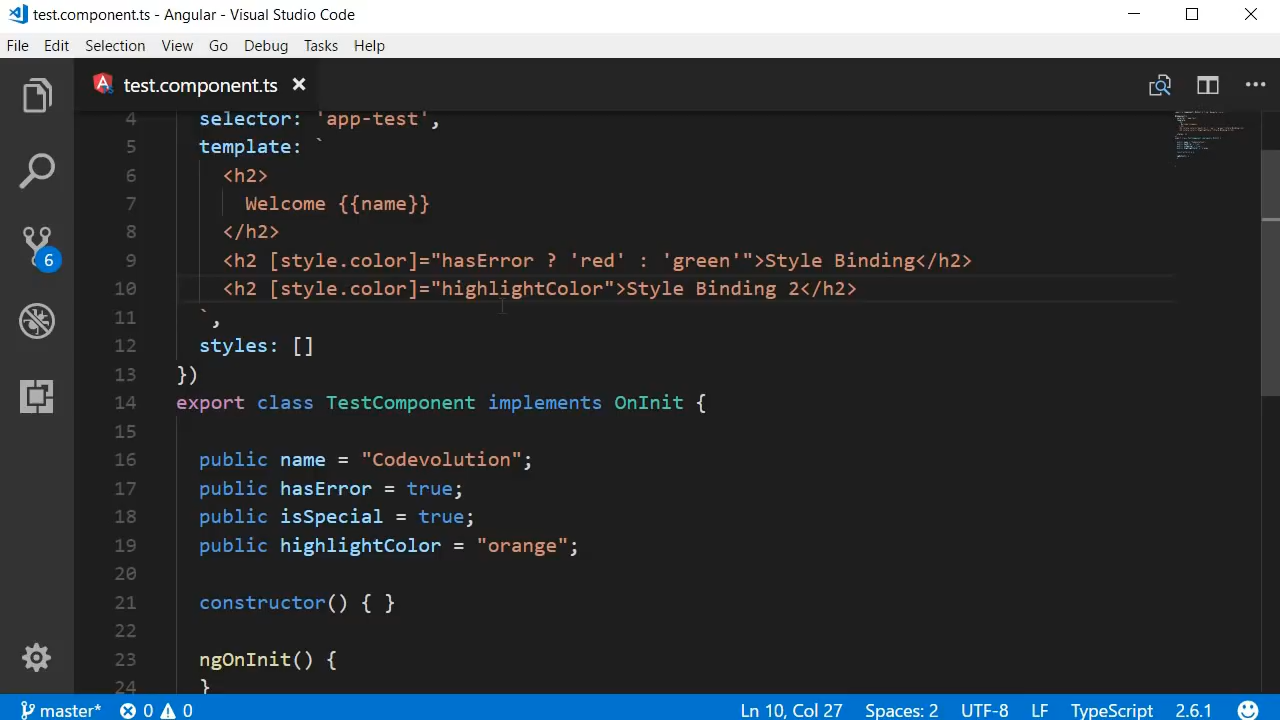 test.component.ts - Angular - Visual Studio Code
File Edit Selection View Go Debug Tasks Help
test.component.ts
4 selector: 'app-test',
5 template: `
6 <h2>
7 Welcome {{name}}
8 </h2>
9 <h2 [style.color]="hasError ? 'red' : 'green'">Style Binding</h2>
10 <h2 [style.color]="highlightColor">Style Binding 2</h2>
11 `,
12 styles: []
13 })
14 export class TestComponent implements OnInit {
15
16 public name = "Codevolution";
17 public hasError = true;
18 public isSpecial = true;
19 public highlightColor = "orange";
20
21 constructor() { }
22
23 ngOnInit() {
24 }
6
master* 0 0 Ln 10, Col 27 Spaces: 2 UTF-8 LF TypeScript 2.6.1